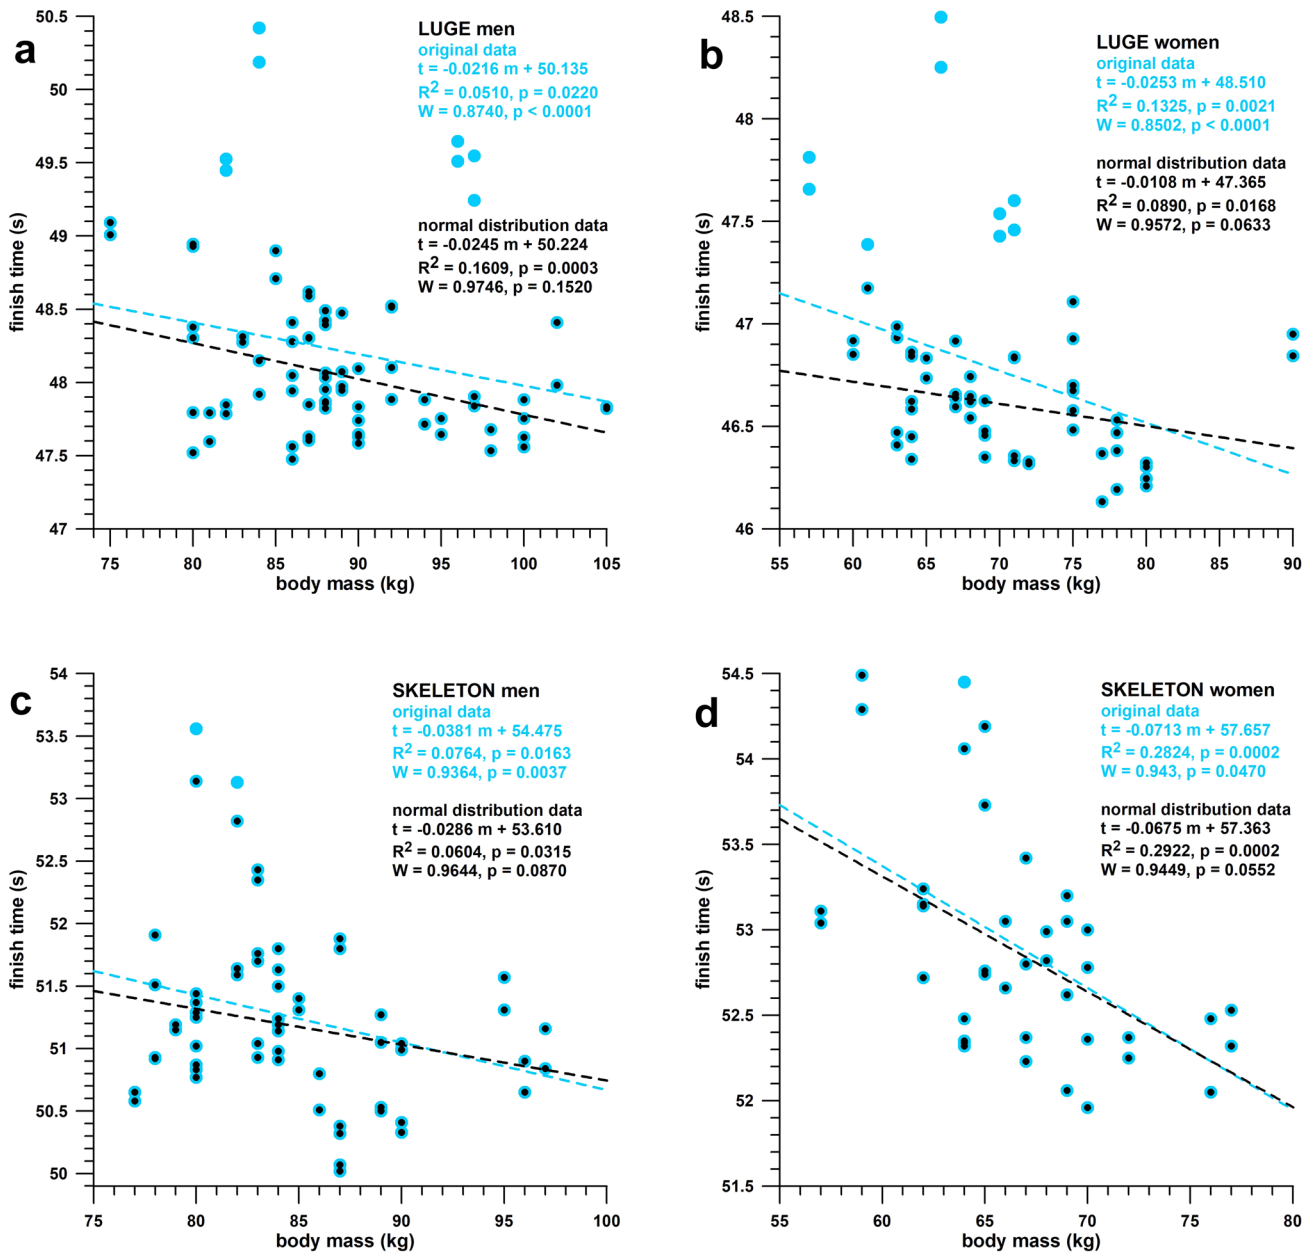 a
LUGE men
original data
t = -0.0216 m + 50.135
R2 = 0.0510, p = 0.0220
W = 0.8740, p < 0.0001
normal distribution data
t = -0.0245 m + 50.224
R2 = 0.1609, p = 0.0003
W = 0.9746, p = 0.1520
50.5
50
49.5
49
48.5
48
47.5
47
finish time (s)
75 80 85 90 95 100 105
body mass (kg)
b
LUGE women
original data
t = -0.0253 m + 48.510
R2 = 0.1325, p = 0.0021
W = 0.8502, p < 0.0001
normal distribution data
t = -0.0108 m + 47.365
R2 = 0.0890, p = 0.0168
W = 0.9572, p = 0.0633
48.5
48
47.5
47
46.5
46
finish time (s)
55 60 65 70 75 80 85 90
body mass (kg)
c
SKELETON men
original data
t = -0.0381 m + 54.475
R2 = 0.0764, p = 0.0163
W = 0.9364, p = 0.0037
normal distribution data
t = -0.0286 m + 53.610
R2 = 0.0604, p = 0.0315
W = 0.9644, p = 0.0870
54
53.5
53
52.5
52
51.5
51
50.5
50
finish time (s)
75 80 85 90 95 100
body mass (kg)
d
SKELETON women
original data
t = -0.0713 m + 57.657
R2 = 0.2824, p = 0.0002
W = 0.943, p = 0.0470
normal distribution data
t = -0.0675 m + 57.363
R2 = 0.2922, p = 0.0002
W = 0.9449, p = 0.0552
54.5
54
53.5
53
52.5
52
51.5
finish time (s)
55 60 65 70 75 80
body mass (kg)